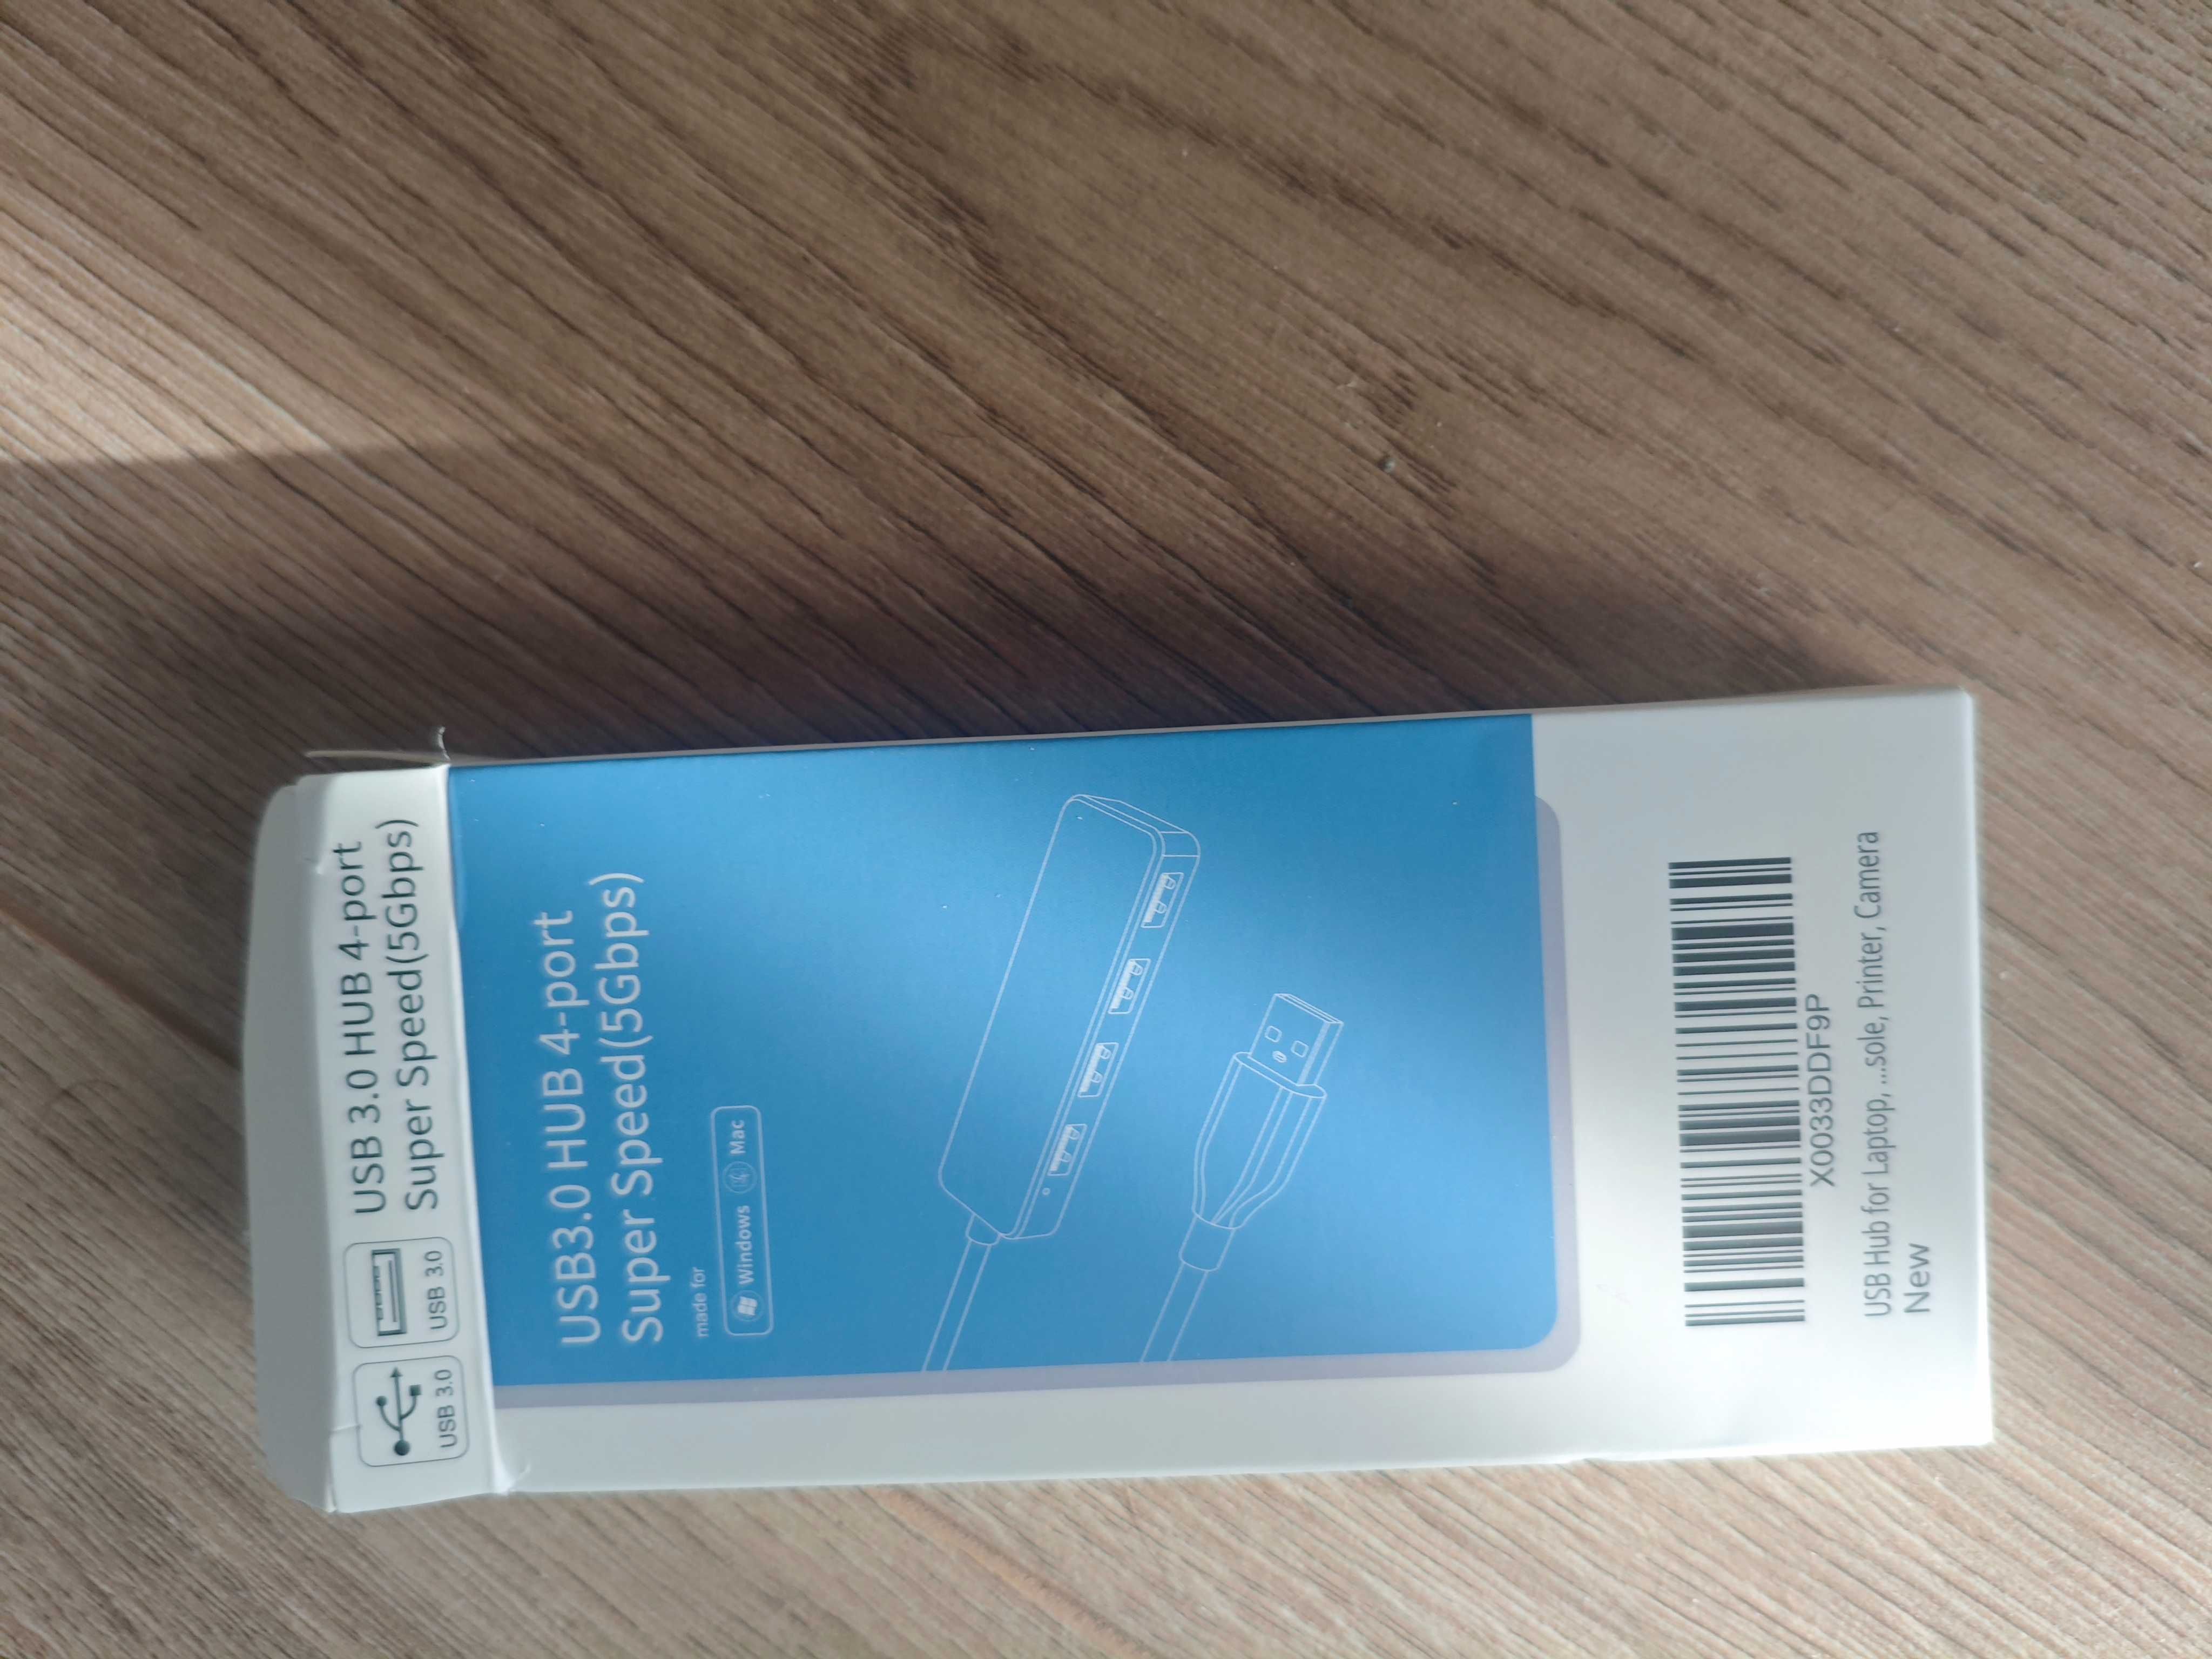 USB 3.0
USB 3.0
USB 3.0 HUB 4-port
Super Speed(5Gbps)
USB3.0 HUB 4-port
Super Speed(5Gbps)
made for
Windows Mac
X0033DDF9P
USB Hub for Laptop, ...sole, Printer, Camera
New